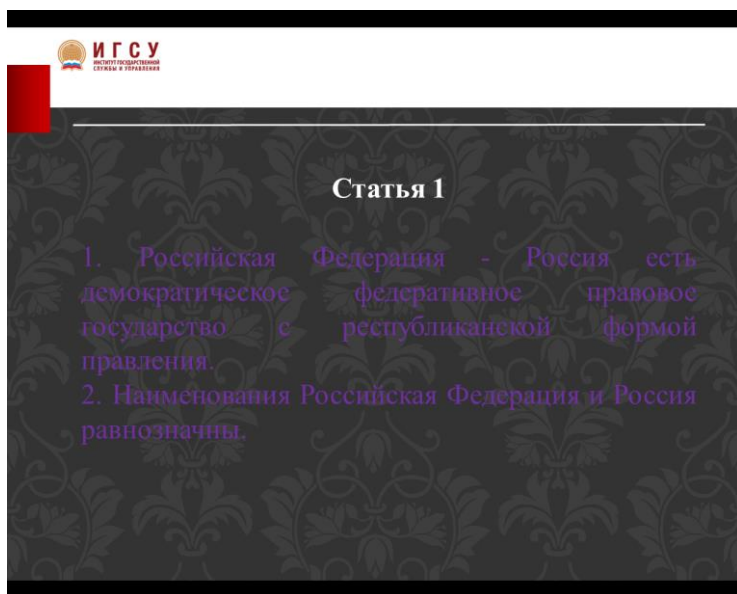 ИГСУ
ИНСТИТУТ ГОСУДАРСТВЕННОЙ
СЛУЖБЫ И УПРАВЛЕНИЯ
Статья 1
1. Российская Федерация - Россия есть
демократическое федеративное правовое
государство с республиканской формой
правления.
2. Наименования Российская Федерация и Россия
равнозначны.